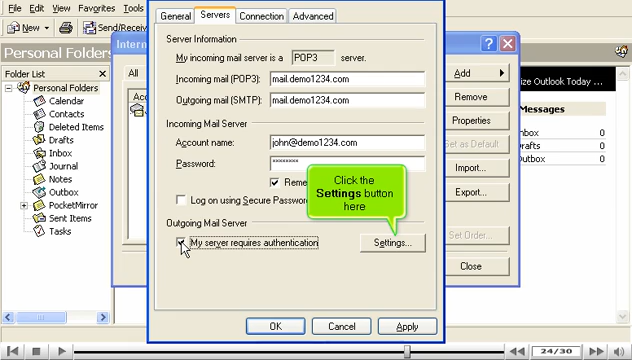 File Edit View Favorites Tools
New Send/Receive
Personal Folders
Folder List
Personal Folders
Calendar
Contacts
Deleted Items
Drafts
Inbox
Journal
Notes
Outbox
PocketMirror
Sent Items
Tasks
Intern
All
General Servers Connection Advanced
Server Information
My incoming mail server is a POP3 server.
Incoming mail (POP3): mail.demo1234.com
Outgoing mail (SMTP): mail.demo1234.com
Incoming Mail Server
Account name: john@demo1234.com
Password: ********
Reme
Log on using Secure Password
Click the
Settings button
here
Outgoing Mail Server
My server requires authentication Settings...
OK Cancel Apply
Add
Remove
Properties
Set as Default
Import...
Export...
Set Order...
Close
ize Outlook Today ...
Messages
Inbox 0
Drafts 0
Outbox 0
24/30